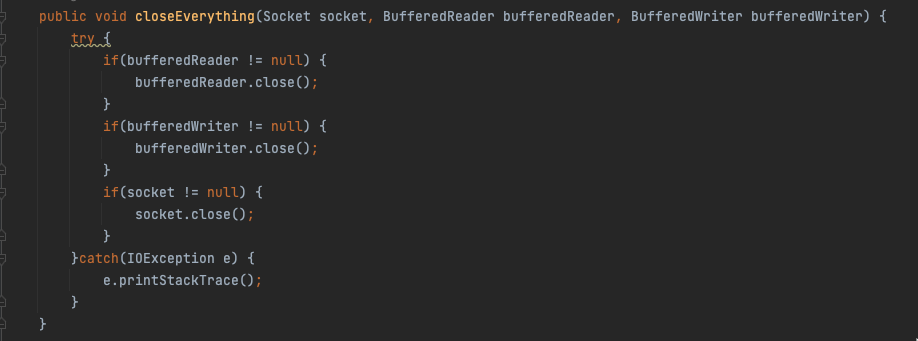 public void closeEverything(Socket socket, BufferedReader bufferedReader, BufferedWriter bufferedWriter) {
    try {
        if(bufferedReader != null) {
            bufferedReader.close();
        }
        if(bufferedWriter != null) {
            bufferedWriter.close();
        }
        if(socket != null) {
            socket.close();
        }
    }catch(IOException e) {
        e.printStackTrace();
    }
}